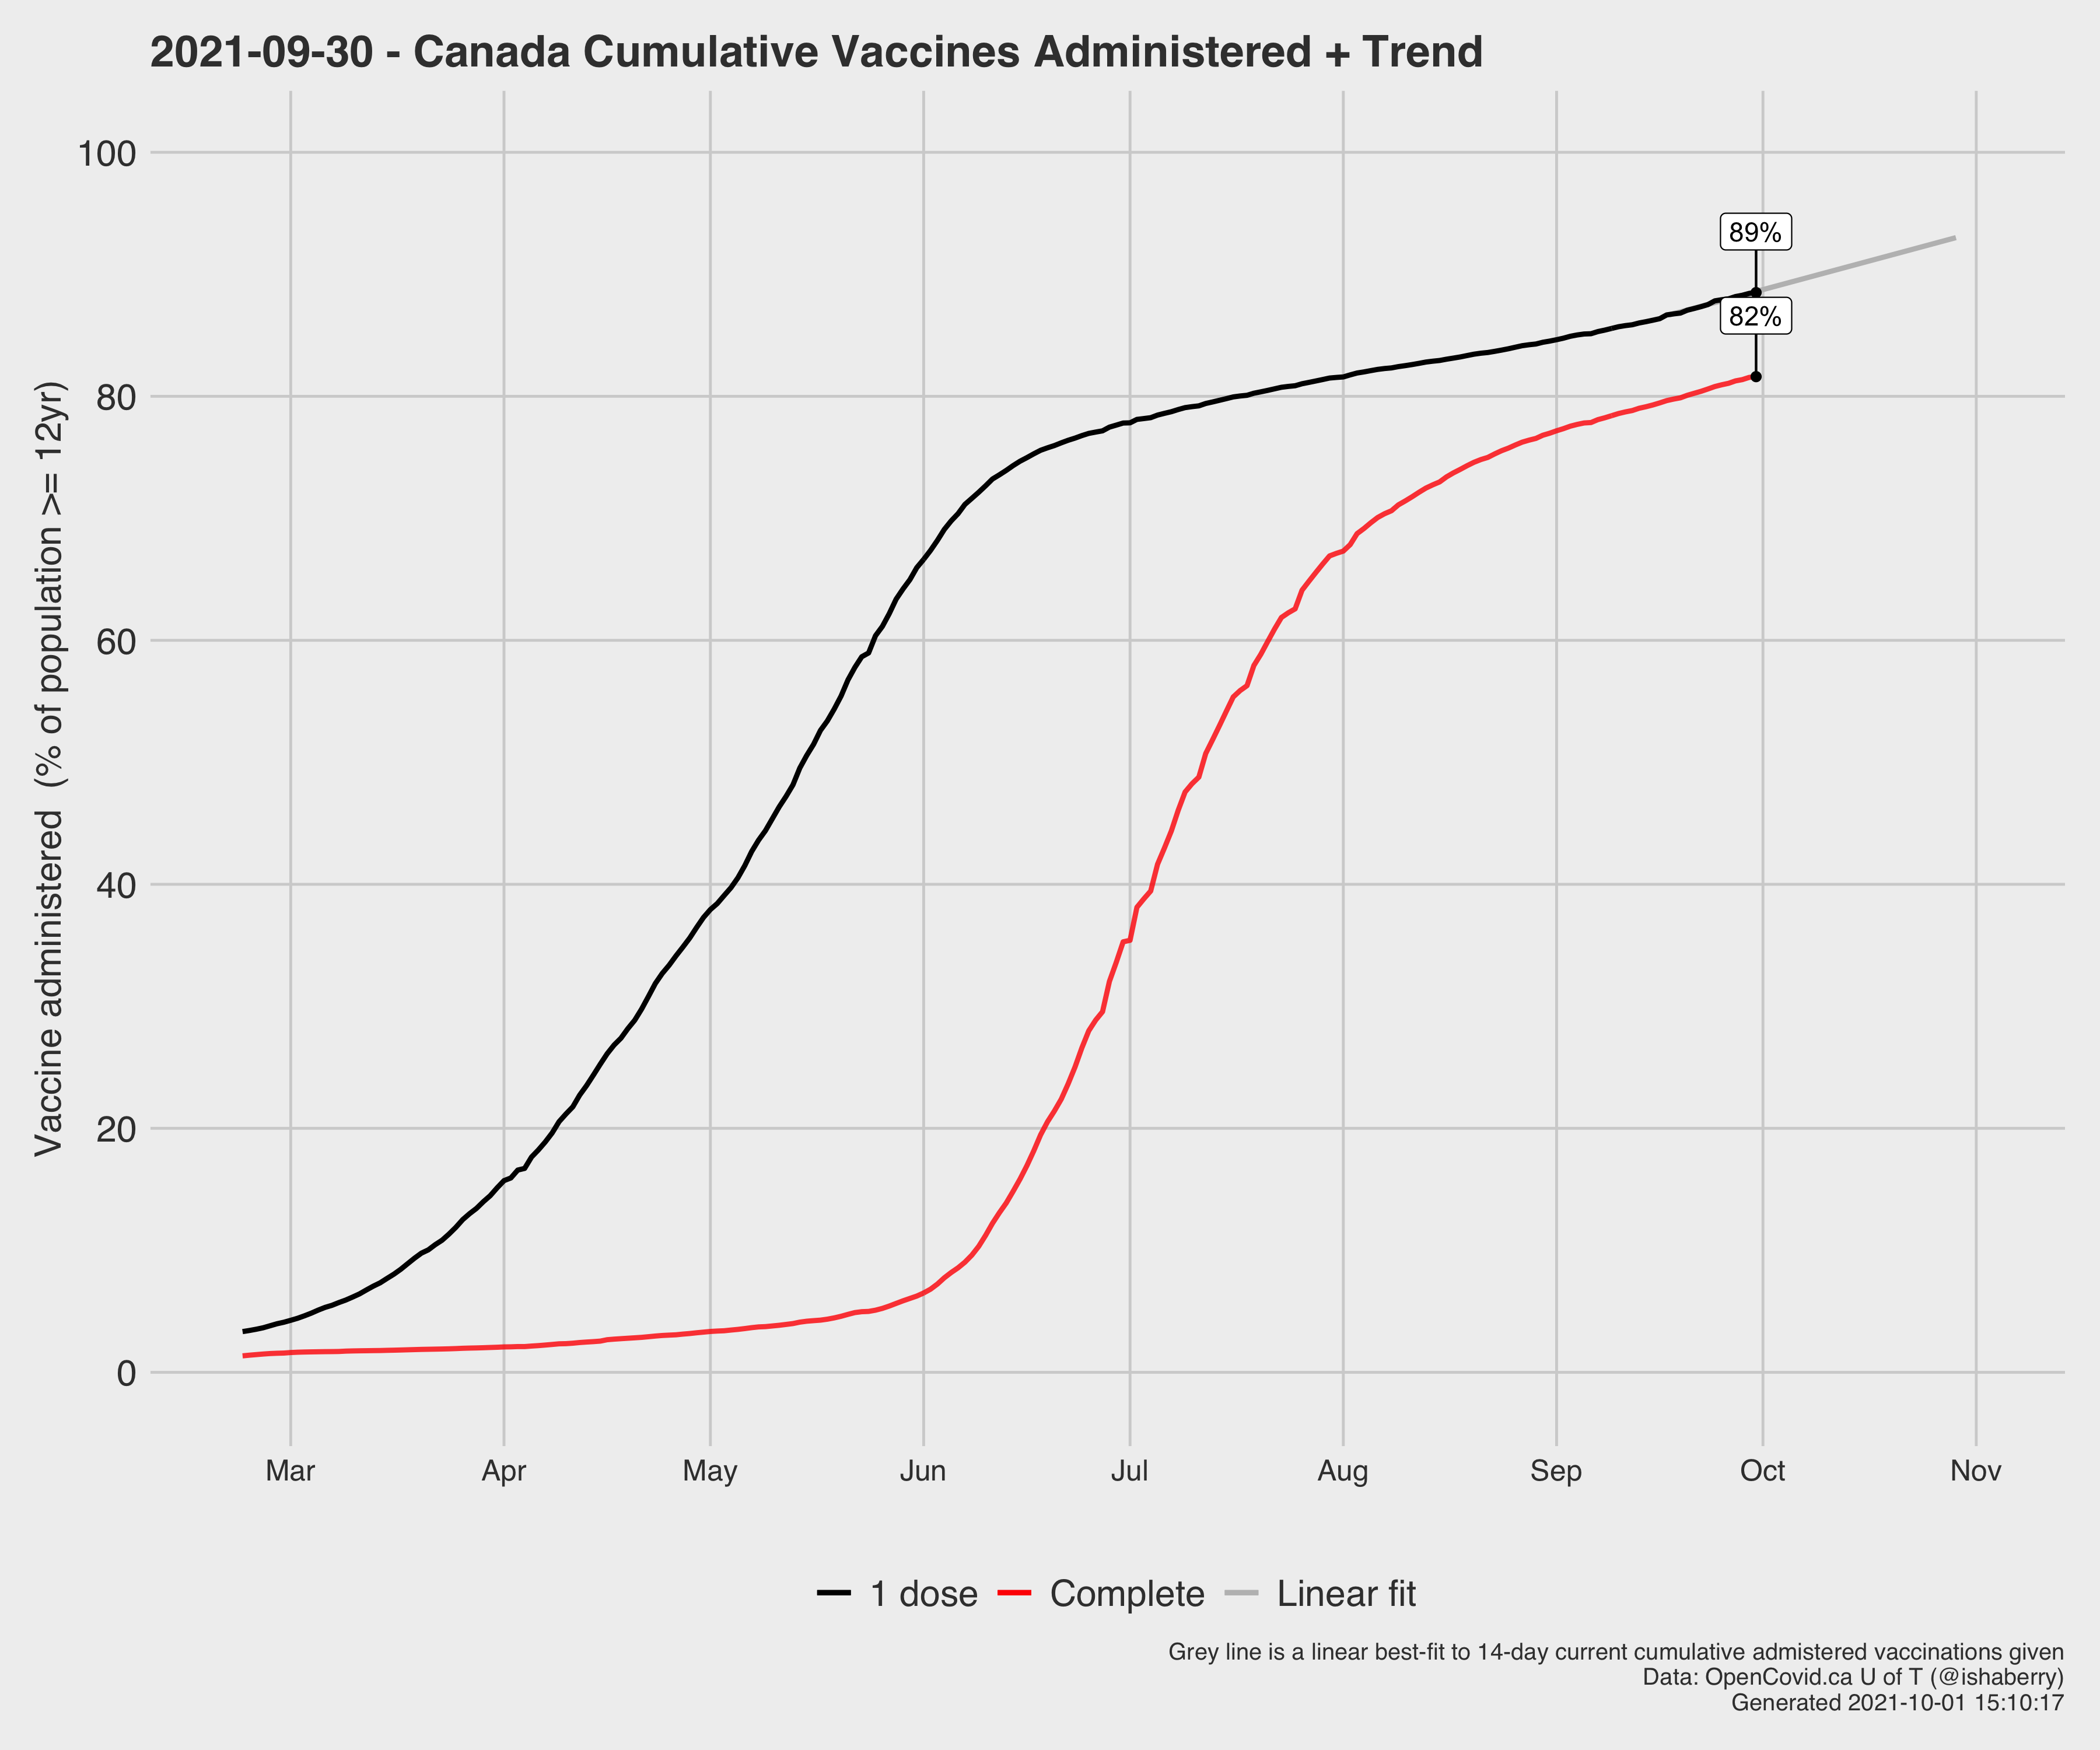 2021-09-30 - Canada Cumulative Vaccines Administered + Trend
Vaccine administered (% of population >= 12yr)
100
80
60
40
20
0
89%
82%
Mar Apr May Jun Jul Aug Sep Oct Nov
1 dose Complete Linear fit
Grey line is a linear best-fit to 14-day current cumulative admistered vaccinations given
Data: OpenCovid.ca U of T (@ishaberry)
Generated 2021-10-01 15:10:17